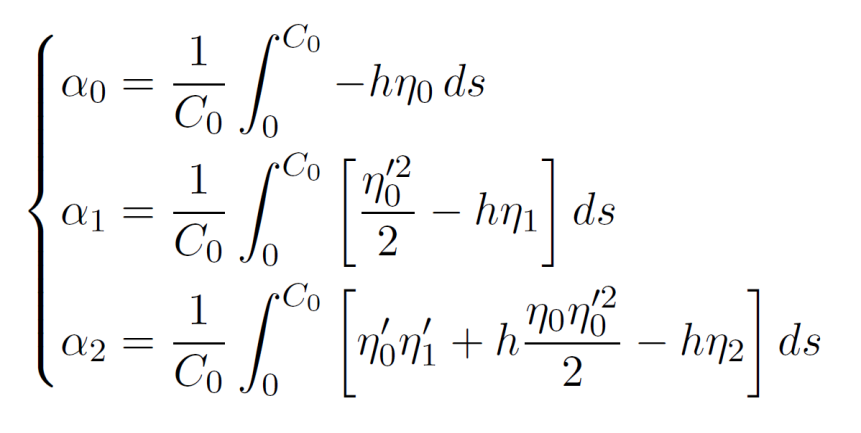 α₀ = 1/C₀ ∫₀^{C₀} −hη₀ ds
α₁ = 1/C₀ ∫₀^{C₀} [η₀′²/2 − hη₁] ds
α₂ = 1/C₀ ∫₀^{C₀} [η₀′η₁′ + h η₀η₀′²/2 − hη₂] ds